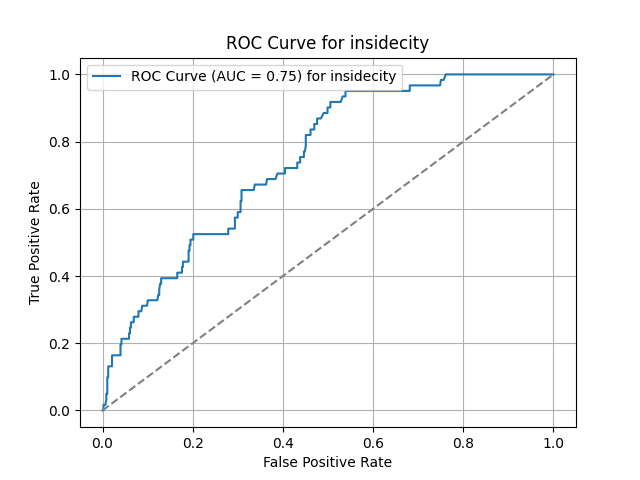 ROC Curve for insidecity
ROC Curve (AUC = 0.75) for insidecity
1.0
0.8
0.6
0.4
0.2
0.0
True Positive Rate
0.0 0.2 0.4 0.6 0.8 1.0
False Positive Rate